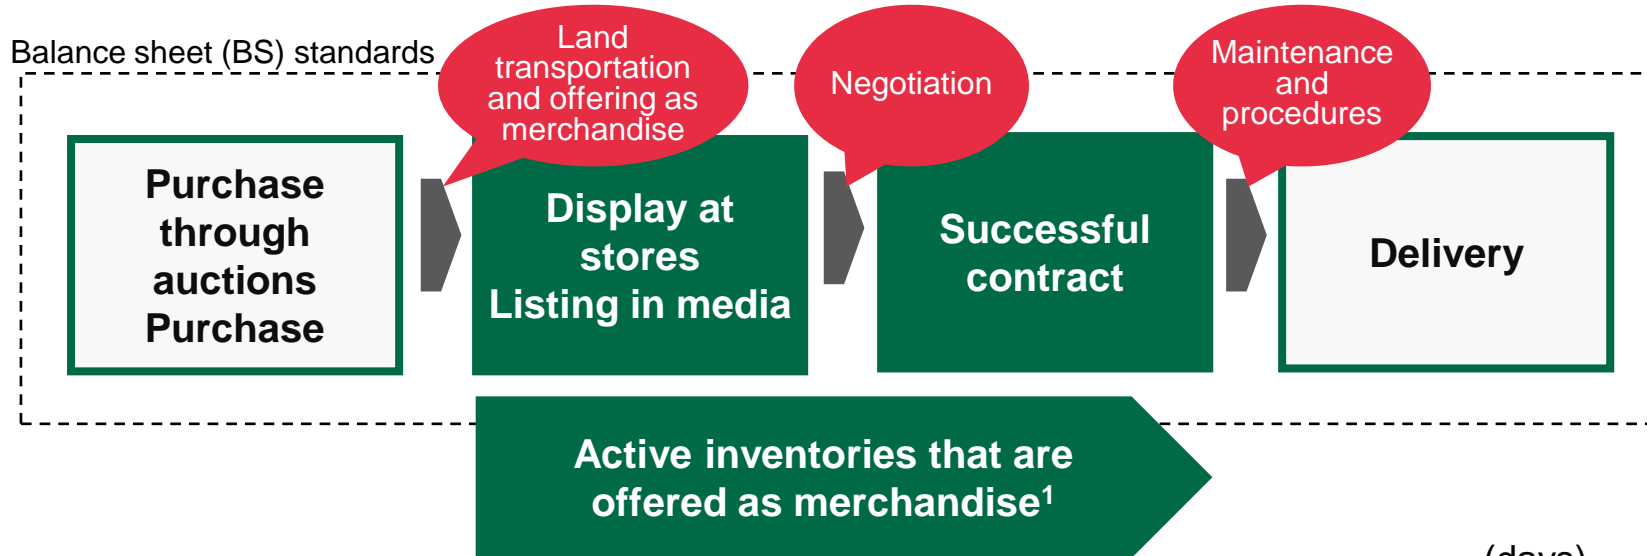 Balance sheet (BS) standards
Land
transportation
and offering as
merchandise
Negotiation
Maintenance
and
procedures
Purchase
through
auctions
Purchase
Display at
stores
Listing in media
Successful
contract
Delivery
Active inventories that are
offered as merchandise1
(days)